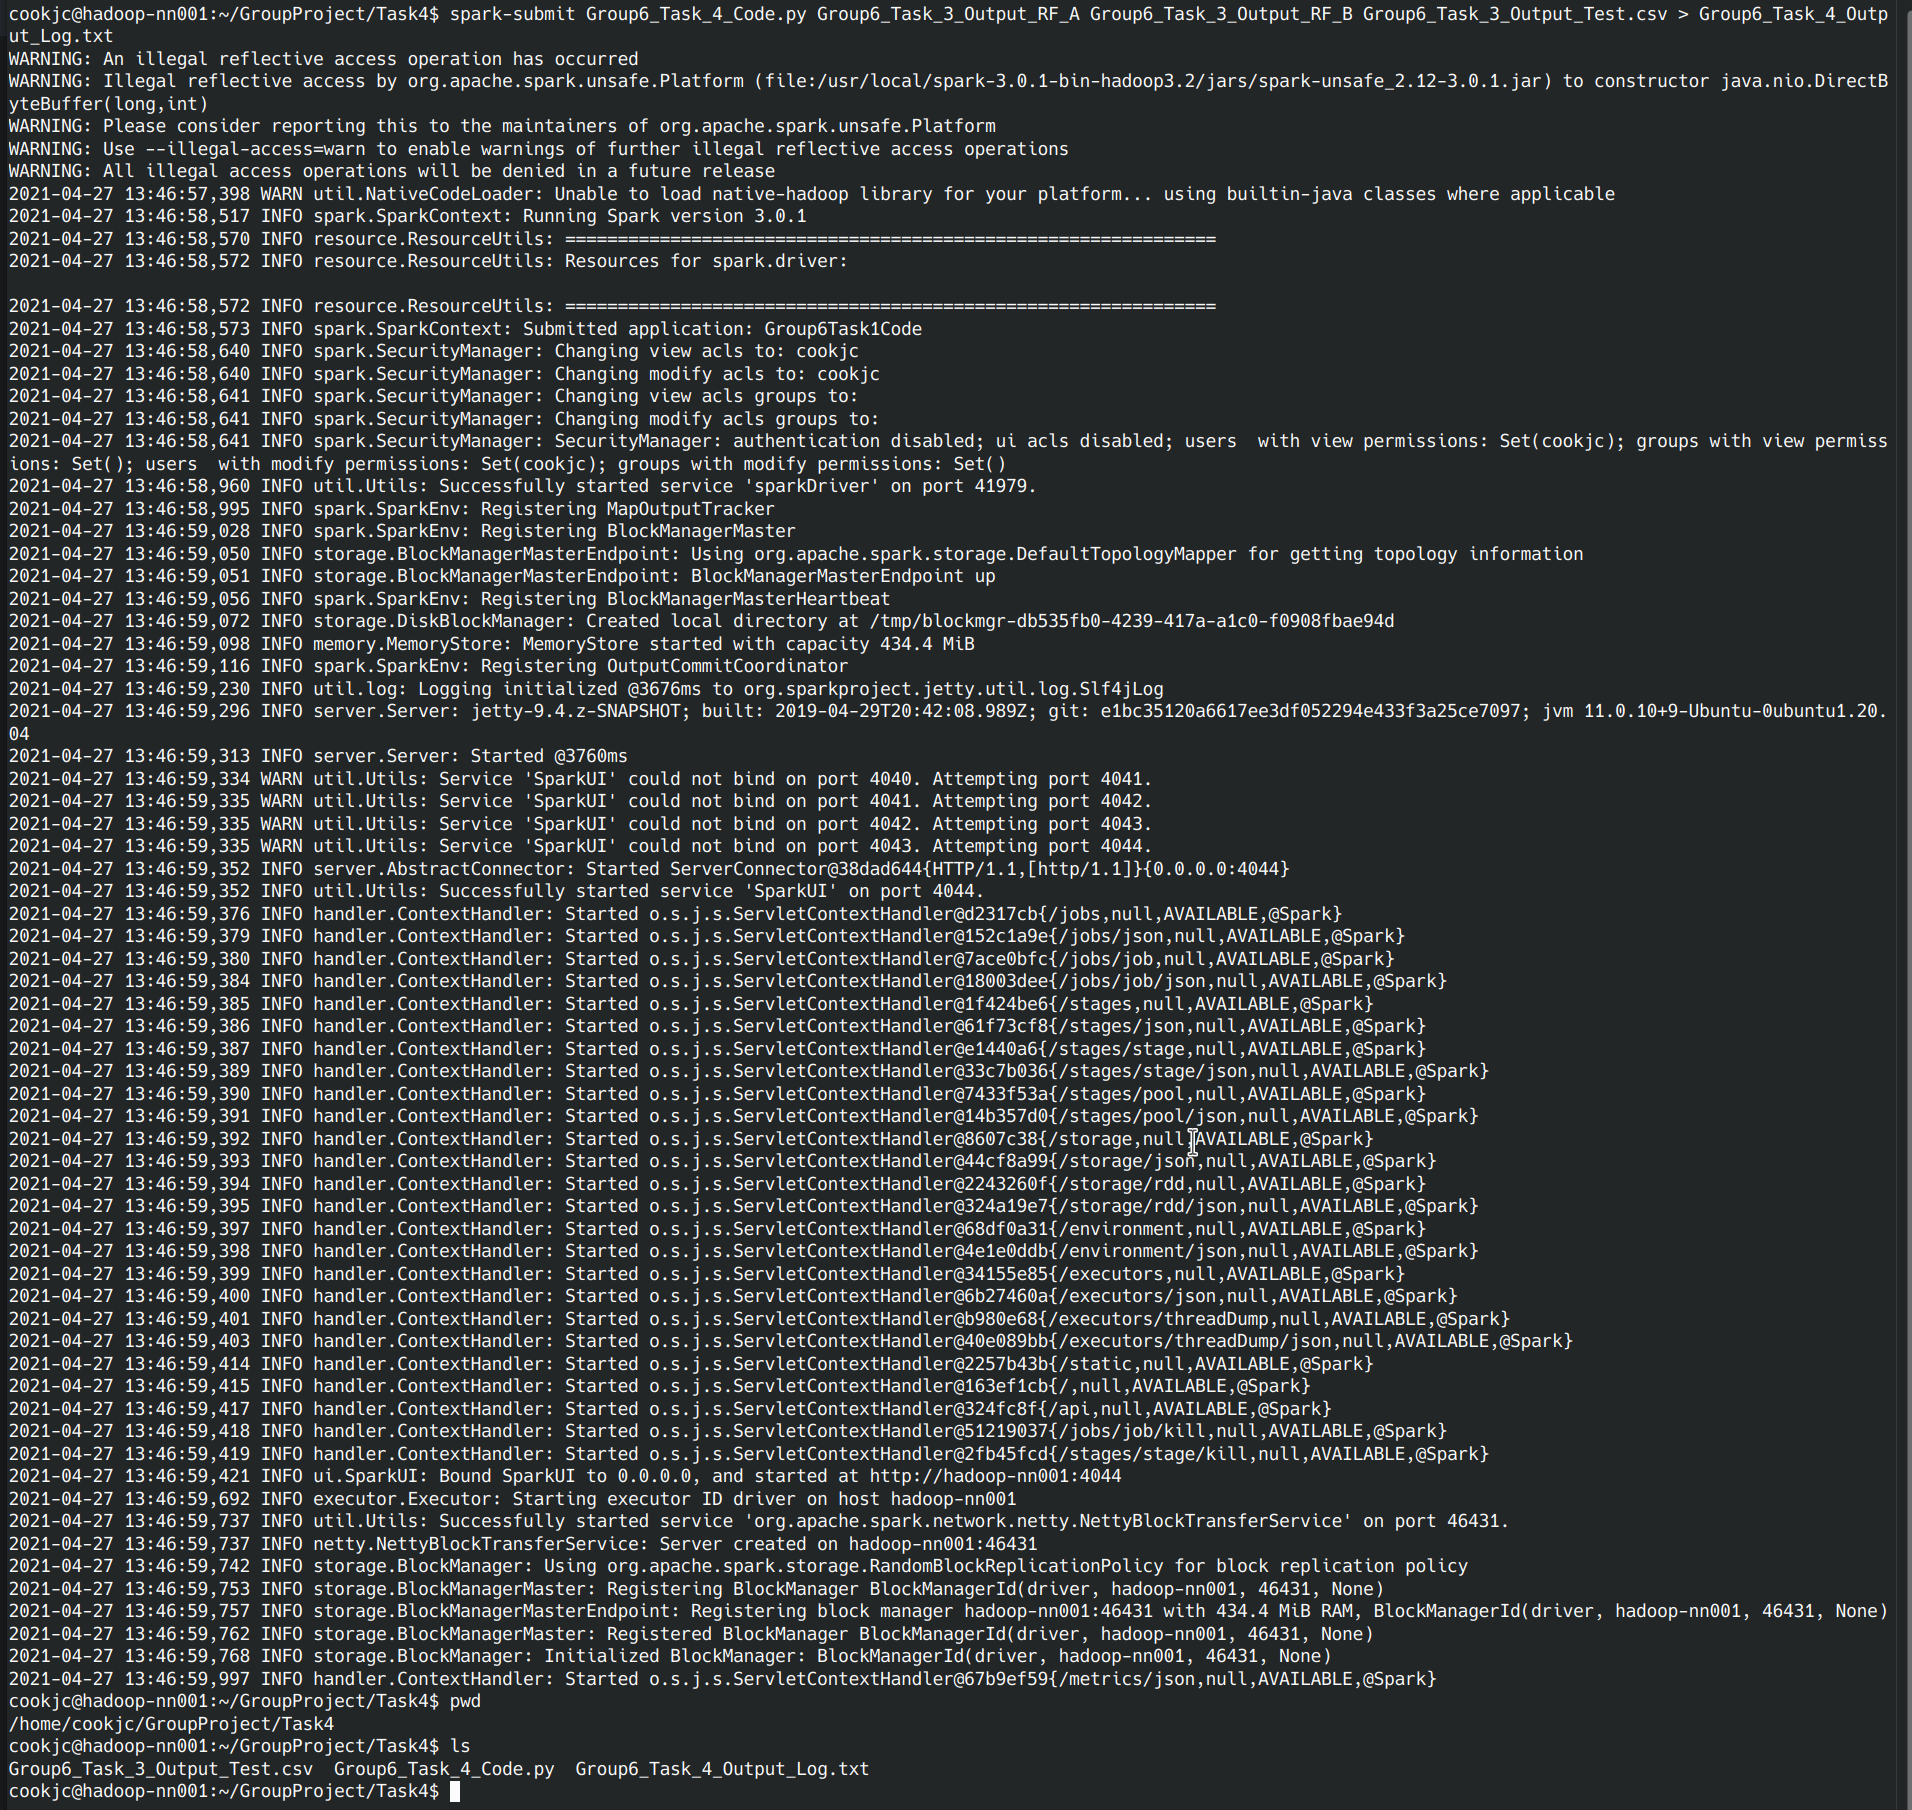 cookjc@hadoop-nn001:~/GroupProject/Task4$ spark-submit Group6_Task_4_Code.py Group6_Task_3_Output_RF_A Group6_Task_3_Output_RF_B Group6_Task_3_Output_Test.csv > Group6_Task_4_Outp
ut_Log.txt
WARNING: An illegal reflective access operation has occurred
WARNING: Illegal reflective access by org.apache.spark.unsafe.Platform (file:/usr/local/spark-3.0.1-bin-hadoop3.2/jars/spark-unsafe_2.12-3.0.1.jar) to constructor java.nio.DirectB
yteBuffer(long,int)
WARNING: Please consider reporting this to the maintainers of org.apache.spark.unsafe.Platform
WARNING: Use --illegal-access=warn to enable warnings of further illegal reflective access operations
WARNING: All illegal access operations will be denied in a future release
2021-04-27 13:46:57,398 WARN util.NativeCodeLoader: Unable to load native-hadoop library for your platform... using builtin-java classes where applicable
2021-04-27 13:46:58,517 INFO spark.SparkContext: Running Spark version 3.0.1
2021-04-27 13:46:58,570 INFO resource.ResourceUtils: ==============================================================
2021-04-27 13:46:58,572 INFO resource.ResourceUtils: Resources for spark.driver:

2021-04-27 13:46:58,572 INFO resource.ResourceUtils: ==============================================================
2021-04-27 13:46:58,573 INFO spark.SparkContext: Submitted application: Group6Task1Code
2021-04-27 13:46:58,640 INFO spark.SecurityManager: Changing view acls to: cookjc
2021-04-27 13:46:58,640 INFO spark.SecurityManager: Changing modify acls to: cookjc
2021-04-27 13:46:58,641 INFO spark.SecurityManager: Changing view acls groups to:
2021-04-27 13:46:58,641 INFO spark.SecurityManager: Changing modify acls groups to:
2021-04-27 13:46:58,641 INFO spark.SecurityManager: SecurityManager: authentication disabled; ui acls disabled; users  with view permissions: Set(cookjc); groups with view permiss
ions: Set(); users  with modify permissions: Set(cookjc); groups with modify permissions: Set()
2021-04-27 13:46:58,960 INFO util.Utils: Successfully started service 'sparkDriver' on port 41979.
2021-04-27 13:46:58,995 INFO spark.SparkEnv: Registering MapOutputTracker
2021-04-27 13:46:59,028 INFO spark.SparkEnv: Registering BlockManagerMaster
2021-04-27 13:46:59,050 INFO storage.BlockManagerMasterEndpoint: Using org.apache.spark.storage.DefaultTopologyMapper for getting topology information
2021-04-27 13:46:59,051 INFO storage.BlockManagerMasterEndpoint: BlockManagerMasterEndpoint up
2021-04-27 13:46:59,056 INFO spark.SparkEnv: Registering BlockManagerMasterHeartbeat
2021-04-27 13:46:59,072 INFO storage.DiskBlockManager: Created local directory at /tmp/blockmgr-db535fb0-4239-417a-a1c0-f0908fbae94d
2021-04-27 13:46:59,098 INFO memory.MemoryStore: MemoryStore started with capacity 434.4 MiB
2021-04-27 13:46:59,116 INFO spark.SparkEnv: Registering OutputCommitCoordinator
2021-04-27 13:46:59,230 INFO util.log: Logging initialized @3676ms to org.sparkproject.jetty.util.log.Slf4jLog
2021-04-27 13:46:59,296 INFO server.Server: jetty-9.4.z-SNAPSHOT; built: 2019-04-29T20:42:08.989Z; git: e1bc35120a6617ee3df052294e433f3a25ce7097; jvm 11.0.10+9-Ubuntu-0ubuntu1.20.
04
2021-04-27 13:46:59,313 INFO server.Server: Started @3760ms
2021-04-27 13:46:59,334 WARN util.Utils: Service 'SparkUI' could not bind on port 4040. Attempting port 4041.
2021-04-27 13:46:59,335 WARN util.Utils: Service 'SparkUI' could not bind on port 4041. Attempting port 4042.
2021-04-27 13:46:59,335 WARN util.Utils: Service 'SparkUI' could not bind on port 4042. Attempting port 4043.
2021-04-27 13:46:59,335 WARN util.Utils: Service 'SparkUI' could not bind on port 4043. Attempting port 4044.
2021-04-27 13:46:59,352 INFO server.AbstractConnector: Started ServerConnector@38dad644{HTTP/1.1,[http/1.1]}{0.0.0.0:4044}
2021-04-27 13:46:59,352 INFO util.Utils: Successfully started service 'SparkUI' on port 4044.
2021-04-27 13:46:59,376 INFO handler.ContextHandler: Started o.s.j.s.ServletContextHandler@d2317cb{/jobs,null,AVAILABLE,@Spark}
2021-04-27 13:46:59,379 INFO handler.ContextHandler: Started o.s.j.s.ServletContextHandler@152c1a9e{/jobs/json,null,AVAILABLE,@Spark}
2021-04-27 13:46:59,380 INFO handler.ContextHandler: Started o.s.j.s.ServletContextHandler@7ace0bfc{/jobs/job,null,AVAILABLE,@Spark}
2021-04-27 13:46:59,384 INFO handler.ContextHandler: Started o.s.j.s.ServletContextHandler@18003dee{/jobs/job/json,null,AVAILABLE,@Spark}
2021-04-27 13:46:59,385 INFO handler.ContextHandler: Started o.s.j.s.ServletContextHandler@1f424be6{/stages,null,AVAILABLE,@Spark}
2021-04-27 13:46:59,386 INFO handler.ContextHandler: Started o.s.j.s.ServletContextHandler@61f73cf8{/stages/json,null,AVAILABLE,@Spark}
2021-04-27 13:46:59,387 INFO handler.ContextHandler: Started o.s.j.s.ServletContextHandler@e1440a6{/stages/stage,null,AVAILABLE,@Spark}
2021-04-27 13:46:59,389 INFO handler.ContextHandler: Started o.s.j.s.ServletContextHandler@33c7b036{/stages/stage/json,null,AVAILABLE,@Spark}
2021-04-27 13:46:59,390 INFO handler.ContextHandler: Started o.s.j.s.ServletContextHandler@7433f53a{/stages/pool,null,AVAILABLE,@Spark}
2021-04-27 13:46:59,391 INFO handler.ContextHandler: Started o.s.j.s.ServletContextHandler@14b357d0{/stages/pool/json,null,AVAILABLE,@Spark}
2021-04-27 13:46:59,392 INFO handler.ContextHandler: Started o.s.j.s.ServletContextHandler@8607c38{/storage,null,AVAILABLE,@Spark}
2021-04-27 13:46:59,393 INFO handler.ContextHandler: Started o.s.j.s.ServletContextHandler@44cf8a99{/storage/json,null,AVAILABLE,@Spark}
2021-04-27 13:46:59,394 INFO handler.ContextHandler: Started o.s.j.s.ServletContextHandler@2243260f{/storage/rdd,null,AVAILABLE,@Spark}
2021-04-27 13:46:59,395 INFO handler.ContextHandler: Started o.s.j.s.ServletContextHandler@324a19e7{/storage/rdd/json,null,AVAILABLE,@Spark}
2021-04-27 13:46:59,397 INFO handler.ContextHandler: Started o.s.j.s.ServletContextHandler@68df0a31{/environment,null,AVAILABLE,@Spark}
2021-04-27 13:46:59,398 INFO handler.ContextHandler: Started o.s.j.s.ServletContextHandler@4e1e0ddb{/environment/json,null,AVAILABLE,@Spark}
2021-04-27 13:46:59,399 INFO handler.ContextHandler: Started o.s.j.s.ServletContextHandler@34155e85{/executors,null,AVAILABLE,@Spark}
2021-04-27 13:46:59,400 INFO handler.ContextHandler: Started o.s.j.s.ServletContextHandler@6b27460a{/executors/json,null,AVAILABLE,@Spark}
2021-04-27 13:46:59,401 INFO handler.ContextHandler: Started o.s.j.s.ServletContextHandler@b980e68{/executors/threadDump,null,AVAILABLE,@Spark}
2021-04-27 13:46:59,403 INFO handler.ContextHandler: Started o.s.j.s.ServletContextHandler@40e089bb{/executors/threadDump/json,null,AVAILABLE,@Spark}
2021-04-27 13:46:59,414 INFO handler.ContextHandler: Started o.s.j.s.ServletContextHandler@2257b43b{/static,null,AVAILABLE,@Spark}
2021-04-27 13:46:59,415 INFO handler.ContextHandler: Started o.s.j.s.ServletContextHandler@163ef1cb{/,null,AVAILABLE,@Spark}
2021-04-27 13:46:59,417 INFO handler.ContextHandler: Started o.s.j.s.ServletContextHandler@324fc8f{/api,null,AVAILABLE,@Spark}
2021-04-27 13:46:59,418 INFO handler.ContextHandler: Started o.s.j.s.ServletContextHandler@51219037{/jobs/job/kill,null,AVAILABLE,@Spark}
2021-04-27 13:46:59,419 INFO handler.ContextHandler: Started o.s.j.s.ServletContextHandler@2fb45fcd{/stages/stage/kill,null,AVAILABLE,@Spark}
2021-04-27 13:46:59,421 INFO ui.SparkUI: Bound SparkUI to 0.0.0.0, and started at http://hadoop-nn001:4044
2021-04-27 13:46:59,692 INFO executor.Executor: Starting executor ID driver on host hadoop-nn001
2021-04-27 13:46:59,737 INFO util.Utils: Successfully started service 'org.apache.spark.network.netty.NettyBlockTransferService' on port 46431.
2021-04-27 13:46:59,737 INFO netty.NettyBlockTransferService: Server created on hadoop-nn001:46431
2021-04-27 13:46:59,742 INFO storage.BlockManager: Using org.apache.spark.storage.RandomBlockReplicationPolicy for block replication policy
2021-04-27 13:46:59,753 INFO storage.BlockManagerMaster: Registering BlockManager BlockManagerId(driver, hadoop-nn001, 46431, None)
2021-04-27 13:46:59,757 INFO storage.BlockManagerMasterEndpoint: Registering block manager hadoop-nn001:46431 with 434.4 MiB RAM, BlockManagerId(driver, hadoop-nn001, 46431, None)
2021-04-27 13:46:59,762 INFO storage.BlockManagerMaster: Registered BlockManager BlockManagerId(driver, hadoop-nn001, 46431, None)
2021-04-27 13:46:59,768 INFO storage.BlockManager: Initialized BlockManager: BlockManagerId(driver, hadoop-nn001, 46431, None)
2021-04-27 13:46:59,997 INFO handler.ContextHandler: Started o.s.j.s.ServletContextHandler@67b9ef59{/metrics/json,null,AVAILABLE,@Spark}
cookjc@hadoop-nn001:~/GroupProject/Task4$ pwd
/home/cookjc/GroupProject/Task4
cookjc@hadoop-nn001:~/GroupProject/Task4$ ls
Group6_Task_3_Output_Test.csv  Group6_Task_4_Code.py  Group6_Task_4_Output_Log.txt
cookjc@hadoop-nn001:~/GroupProject/Task4$